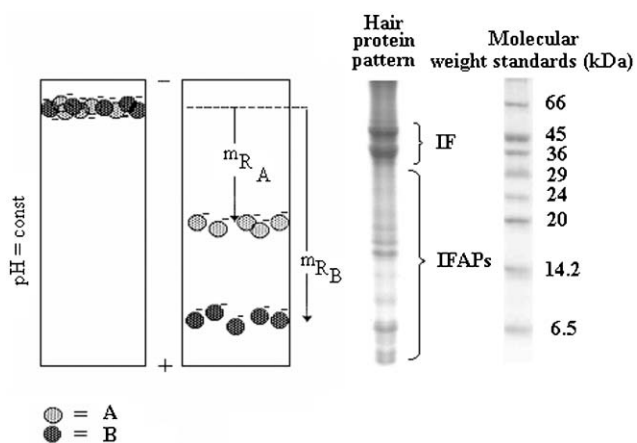 Hair
protein
pattern
Molecular
weight standards (kDa)
−
pH = const
mRA
mRB
+
IF
IFAPs
66
45
36
29
24
20
14.2
6.5
= A
= B